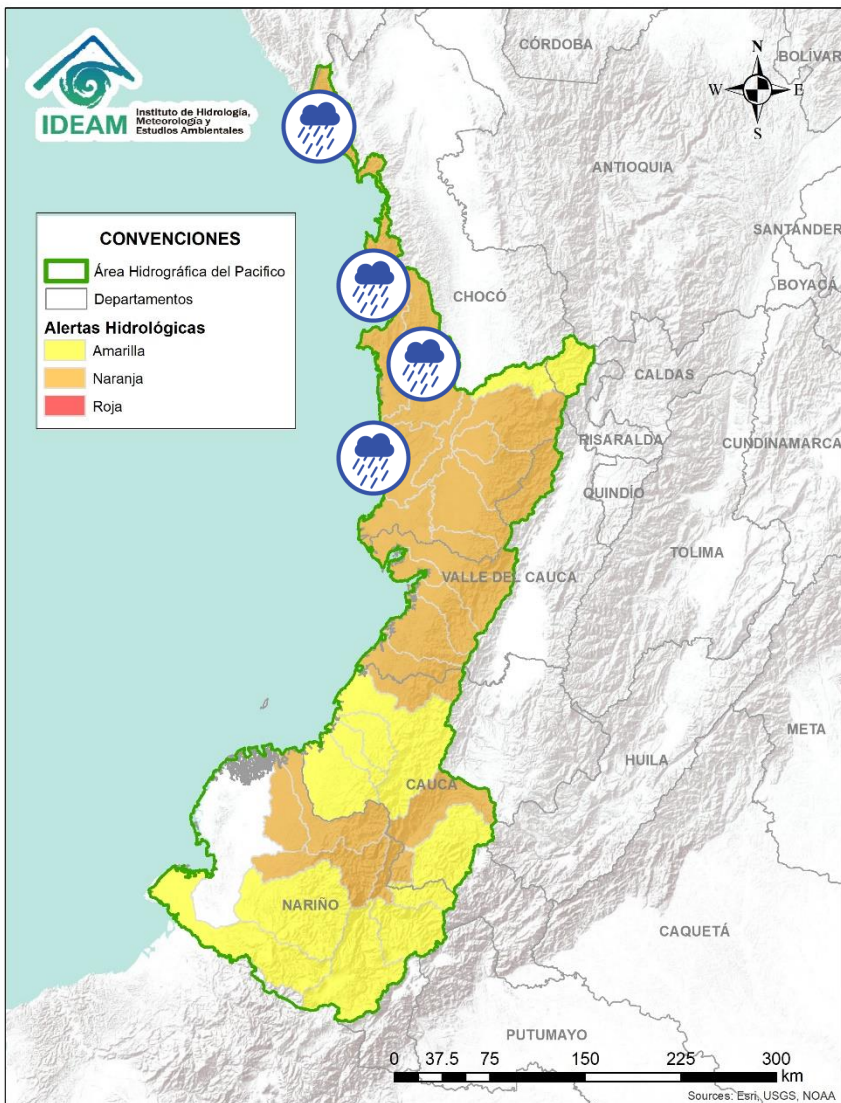 IDEAM
Instituto de Hidrología,
Meteorología y
Estudios Ambientales
CÓRDOBA
BOLÍVAR
N
W
E
S
ANTIOQUIA
SANTANDER
BOYACÁ
CHOCÓ
CONVENCIONES
Área Hidrográfica del Pacifico
Departamentos
Alertas Hidrológicas
Amarilla
Naranja
Roja
CALDAS
RISARALDA
CUNDINAMARCA
QUINDÍO
TOLIMA
VALLE DEL CAUCA
META
HUILA
CAUCA
NARIÑO
CAQUETÁ
PUTUMAYO
0 37.5 75 150 225 300
km
Sources: Esri, USGS, NOAA